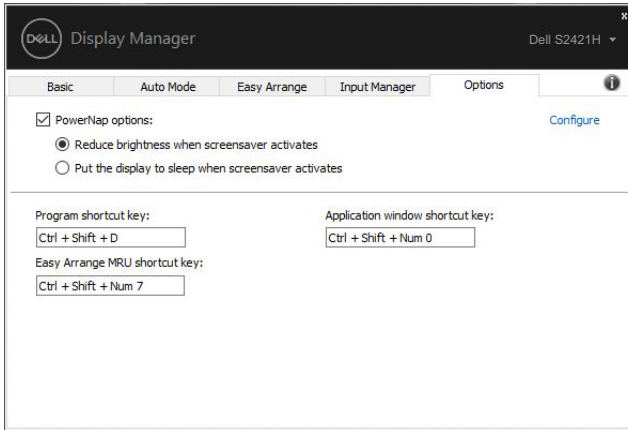 x
DELL Display Manager Dell S2421H
Basic Auto Mode Easy Arrange Input Manager Options i
PowerNap options: Configure
Reduce brightness when screensaver activates
Put the display to sleep when screensaver activates
Program shortcut key: Application window shortcut key:
Ctrl + Shift + D Ctrl + Shift + Num 0
Easy Arrange MRU shortcut key:
Ctrl + Shift + Num 7